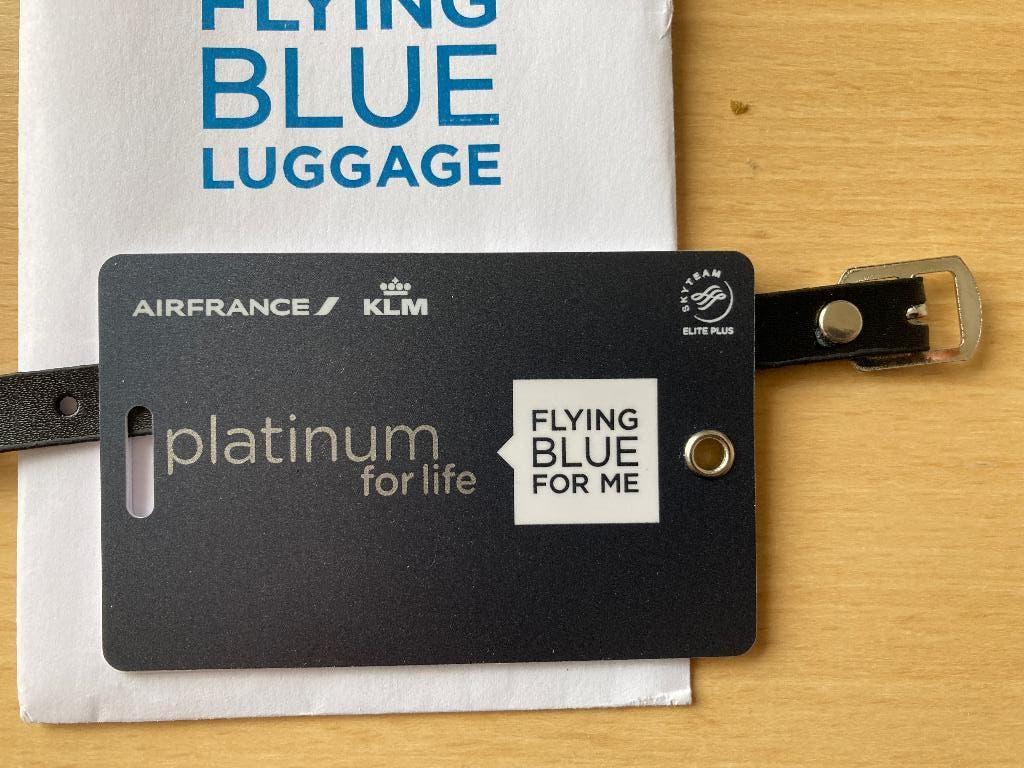 FLYING
BLUE
LUGGAGE
AIRFRANCE KLM
SKYTEAM
ELITE PLUS
platinum
for life
FLYING
BLUE
FOR ME